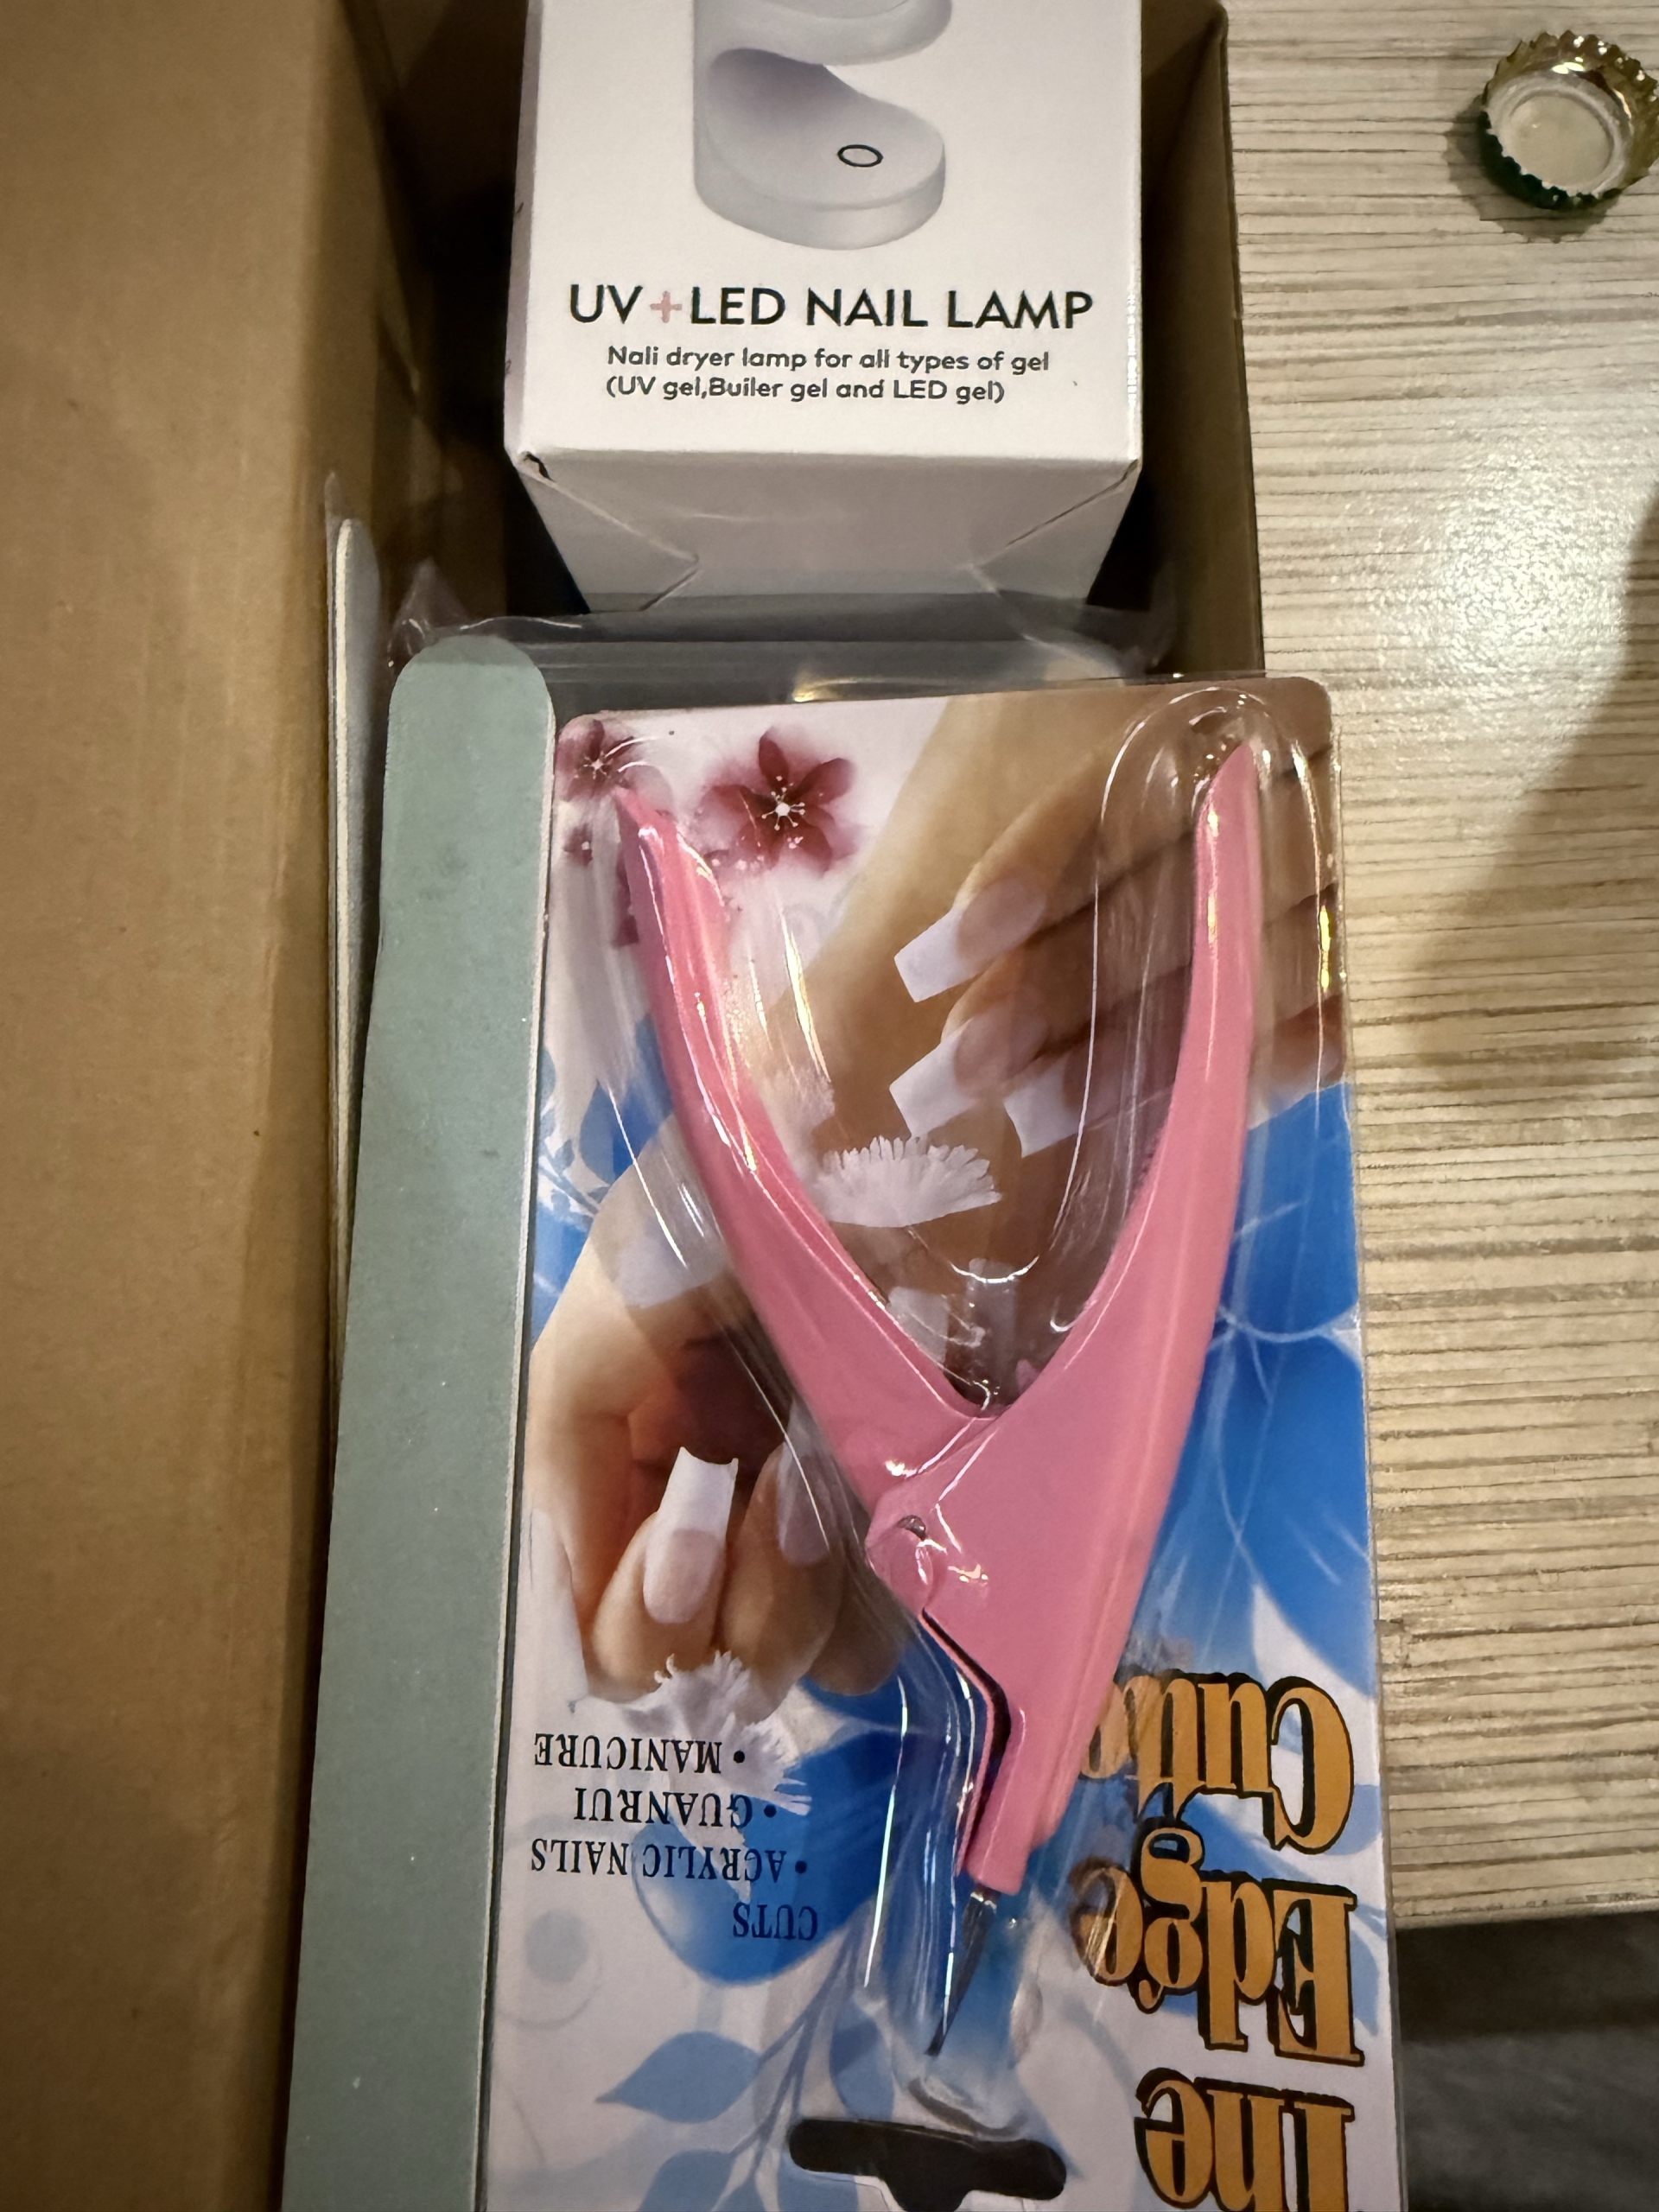 UV+LED NAIL LAMP
Nali dryer lamp for all types of gel
(UV gel,Builer gel and LED gel)
The
Edge
CUTS
• ACRYLIC NAILS
• GUANRUI
• MANICURE